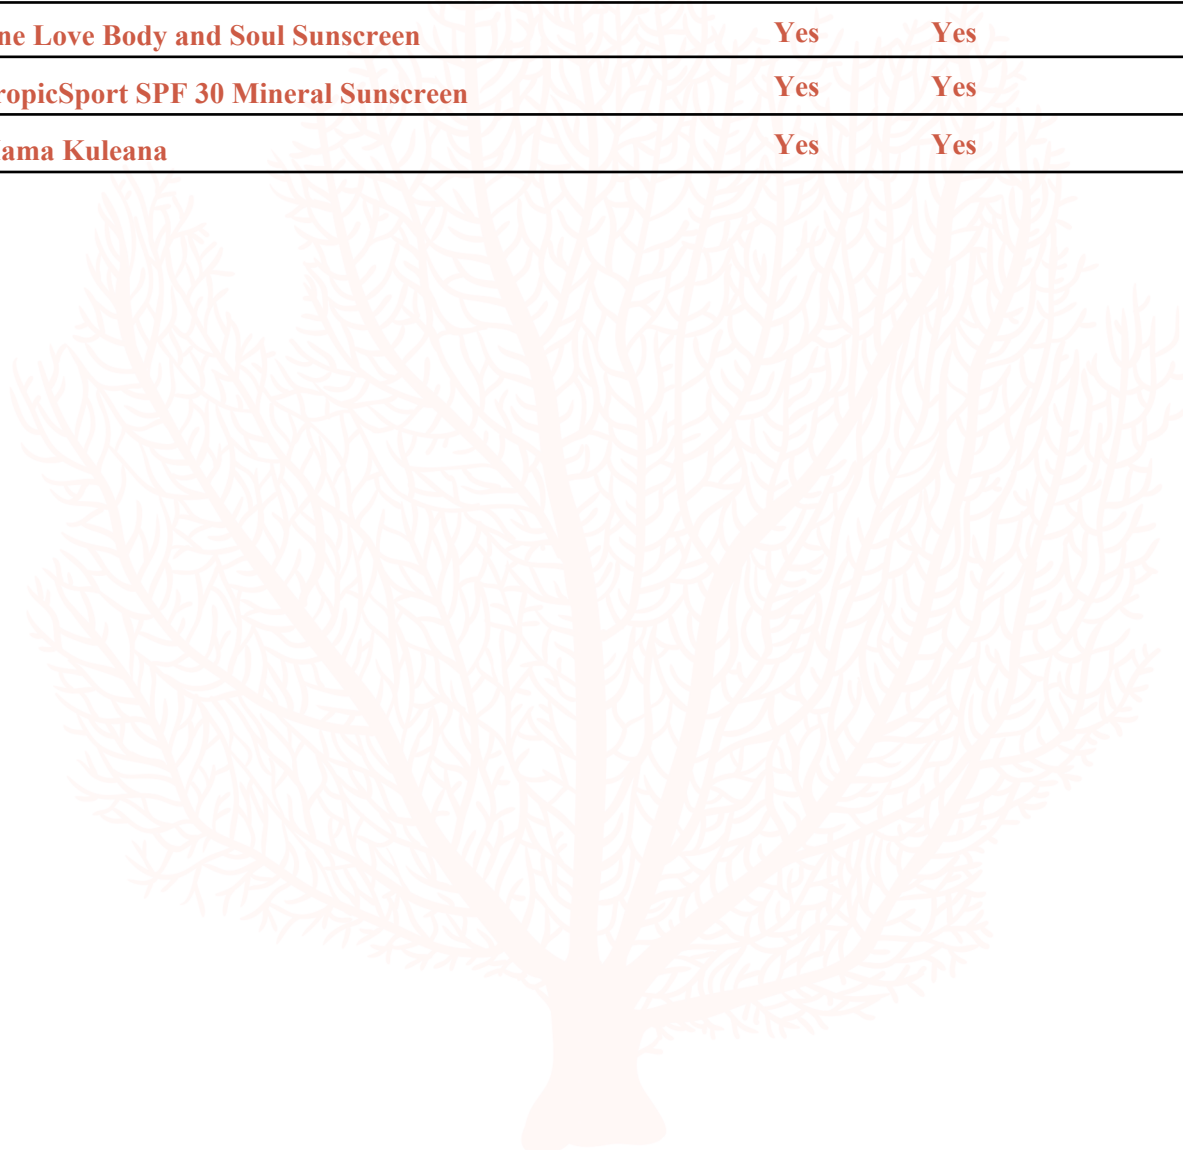 ne Love Body and Soul Sunscreen Yes Yes
ropicSport SPF 30 Mineral Sunscreen Yes Yes
ama Kuleana Yes Yes